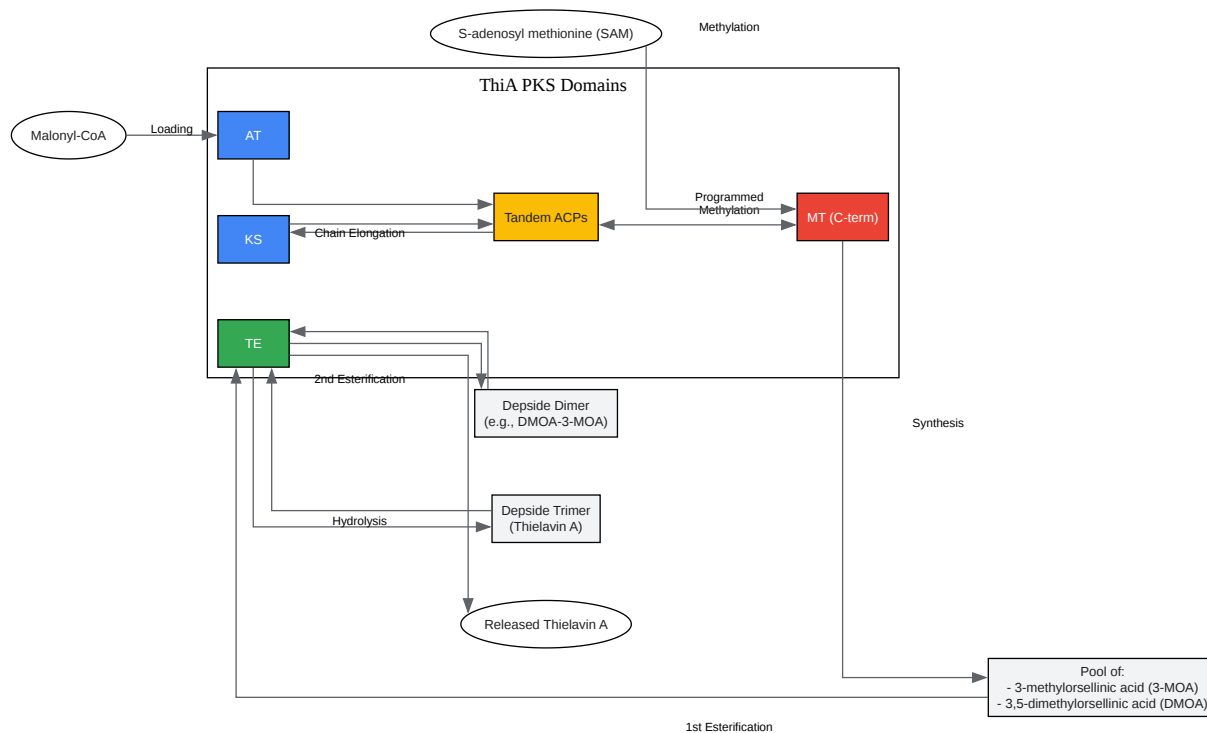 S-adenosyl methionine (SAM)
Methylation
ThiA PKS Domains
Malonyl-CoA
Loading
AT
KS
Chain Elongation
Tandem ACPs
Programmed
Methylation
MT (C-term)
TE
2nd Esterification
Depside Dimer
(e.g., DMOA-3-MOA)
Synthesis
Depside Trimer
(Thielavin A)
Hydrolysis
Released Thielavin A
Pool of:
- 3-methylorsellinic acid (3-MOA)
- 3,5-dimethylorsellinic acid (DMOA)
1st Esterification